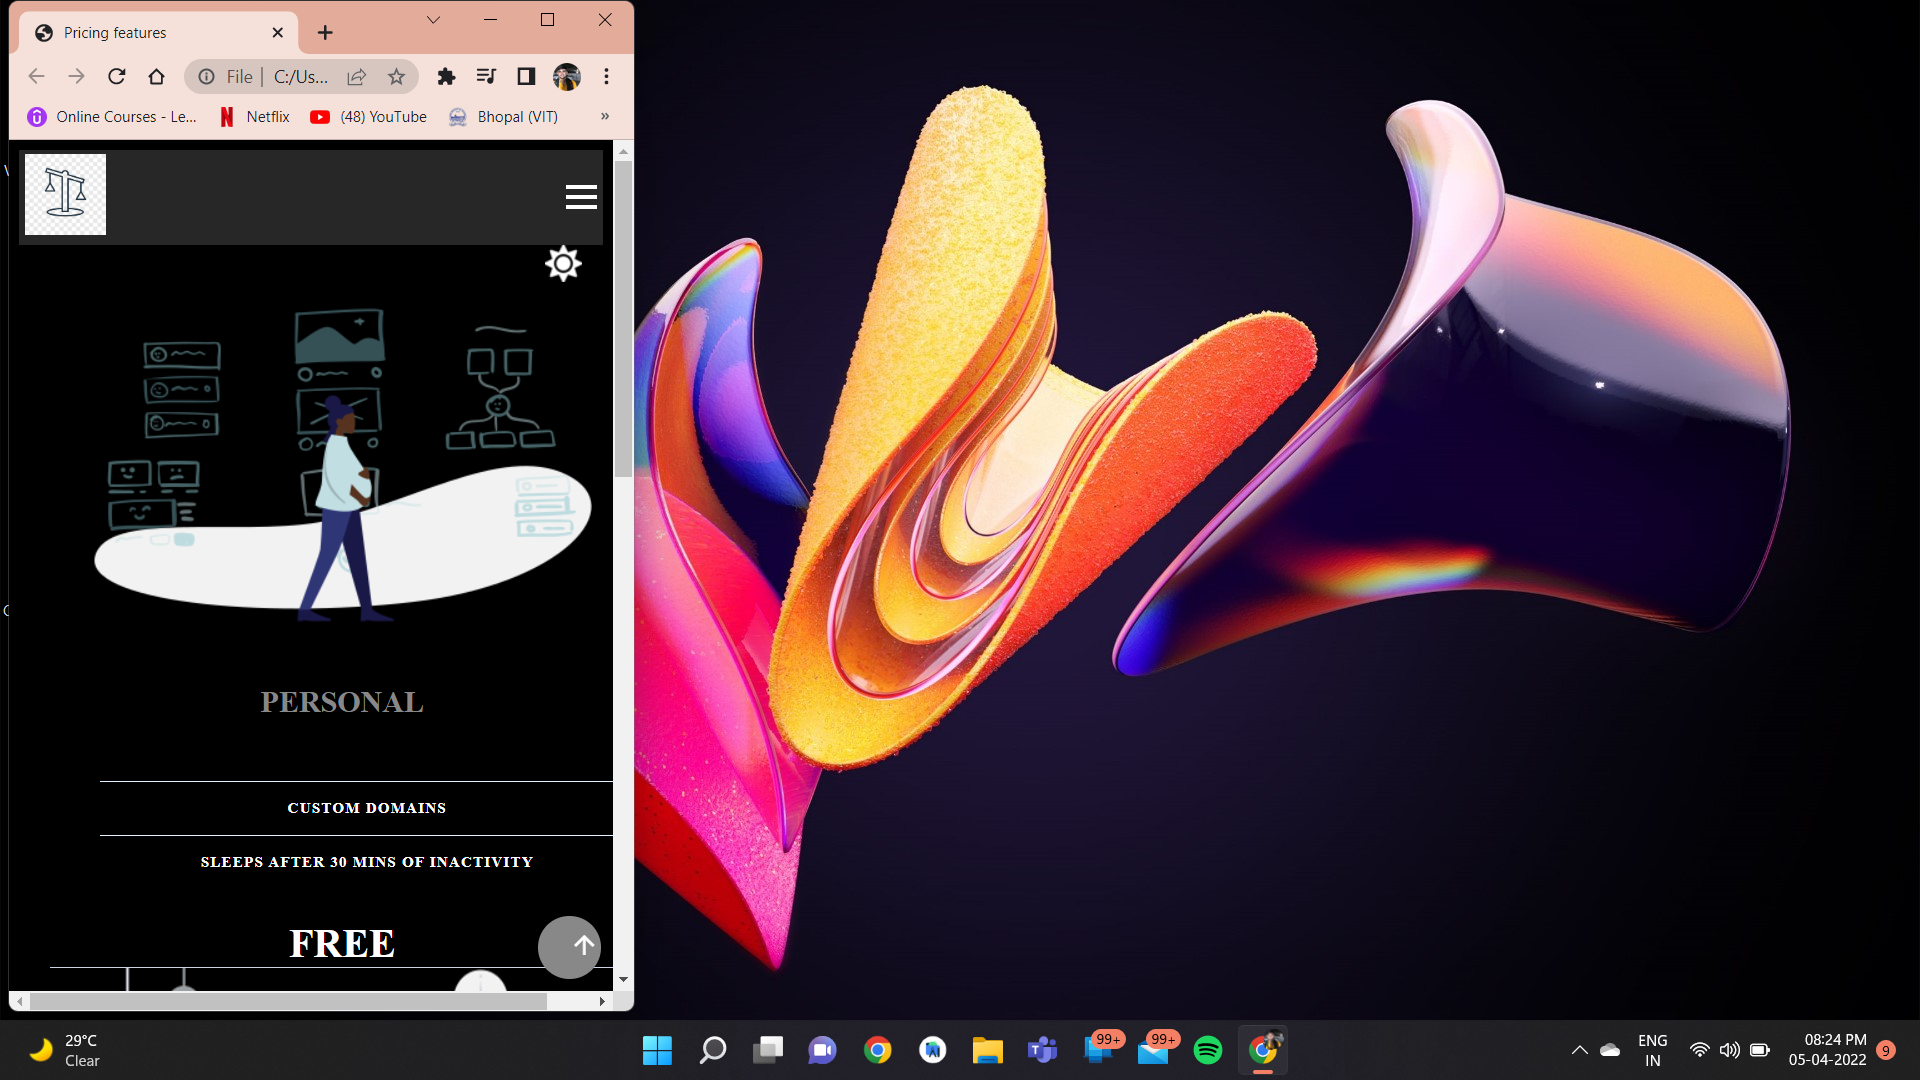 Pricing features
File | C:/Us...
Online Courses - Le...
Netflix
(48) YouTube
Bhopal (VIT)
»
PERSONAL
CUSTOM DOMAINS
SLEEPS AFTER 30 MINS OF INACTIVITY
FREE
29°C
Clear
99+
99+
ENG
IN
08:24 PM
05-04-2022
9